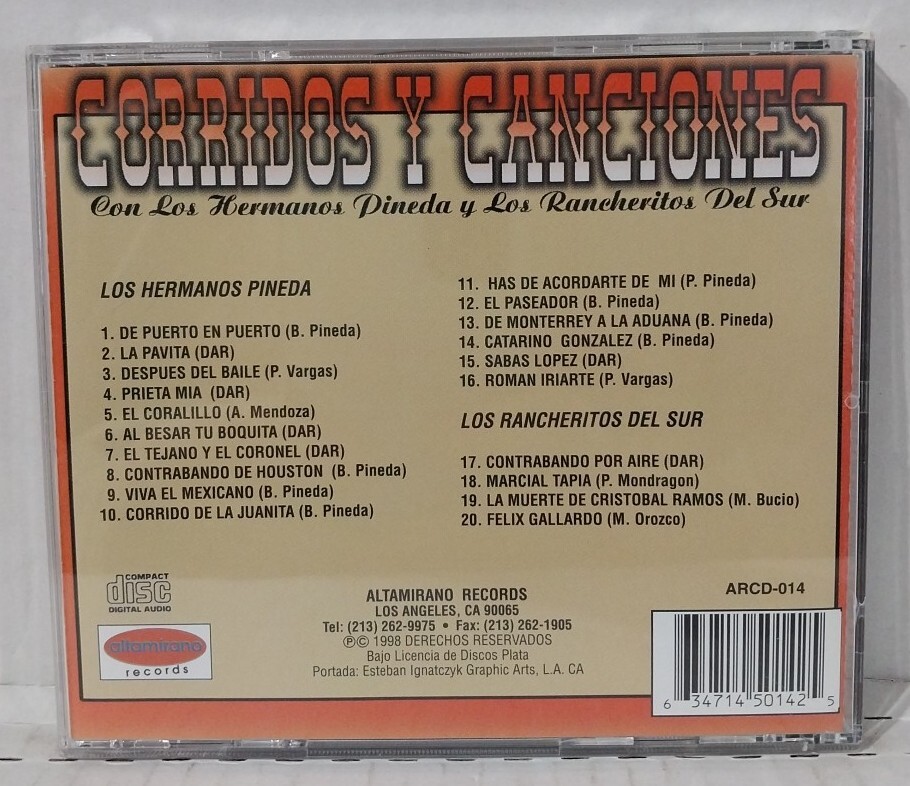 CORRIDOS Y CANCIONES
Con Los Hermanos Pineda y Los Rancheritos Del Sur
LOS HERMANOS PINEDA
1. DE PUERTO EN PUERTO (B. Pineda)
2. LA PAVITA (DAR)
3. DESPUES DEL BAILE (P. Vargas)
4. PRIETA MIA (DAR)
5. EL CORALILLO (A. Mendoza)
6. AL BESAR TU BOQUITA (DAR)
7. EL TEJANO Y EL CORONEL (DAR)
8. CONTRABANDO DE HOUSTON (B. Pineda)
9. VIVA EL MEXICANO (B. Pineda)
10. CORRIDO DE LA JUANITA (B. Pineda)
11. HAS DE ACORDARTE DE MI (P. Pineda)
12. EL PASEADOR (B. Pineda)
13. DE MONTERREY A LA ADUANA (B. Pineda)
14. CATARINO GONZALEZ (B. Pineda)
15. SABAS LOPEZ (DAR)
16. ROMAN IRIARTE (P. Vargas)
LOS RANCHERITOS DEL SUR
17. CONTRABANDO POR AIRE (DAR)
18. MARCIAL TAPIA (P. Mondragon)
19. LA MUERTE DE CRISTOBAL RAMOS (M. Bucio)
20. FELIX GALLARDO (M. Orozco)
COMPACT
disc
DIGITAL AUDIO
altamirano
records
ALTAMIRANO RECORDS
LOS ANGELES, CA 90065
Tel: (213) 262-9975 • Fax: (213) 262-1905
℗© 1998 DERECHOS RESERVADOS
Bajo Licencia de Discos Plata
Portada: Esteban Ignatczyk Graphic Arts, L.A. CA
ARCD-014
6 34714 50142 5